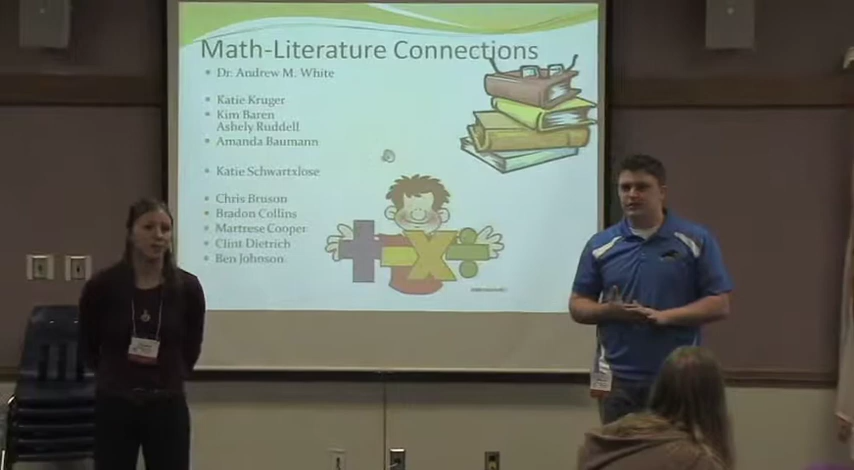 Math-Literature Connections
• Dr. Andrew M. White
• Katie Kruger
• Kim Baren
Ashely Ruddell
• Amanda Baumann
• Katie Schwartxlose
• Chris Bruson
• Bradon Collins
• Martrese Cooper
• Clint Dietrich
• Ben Johnson